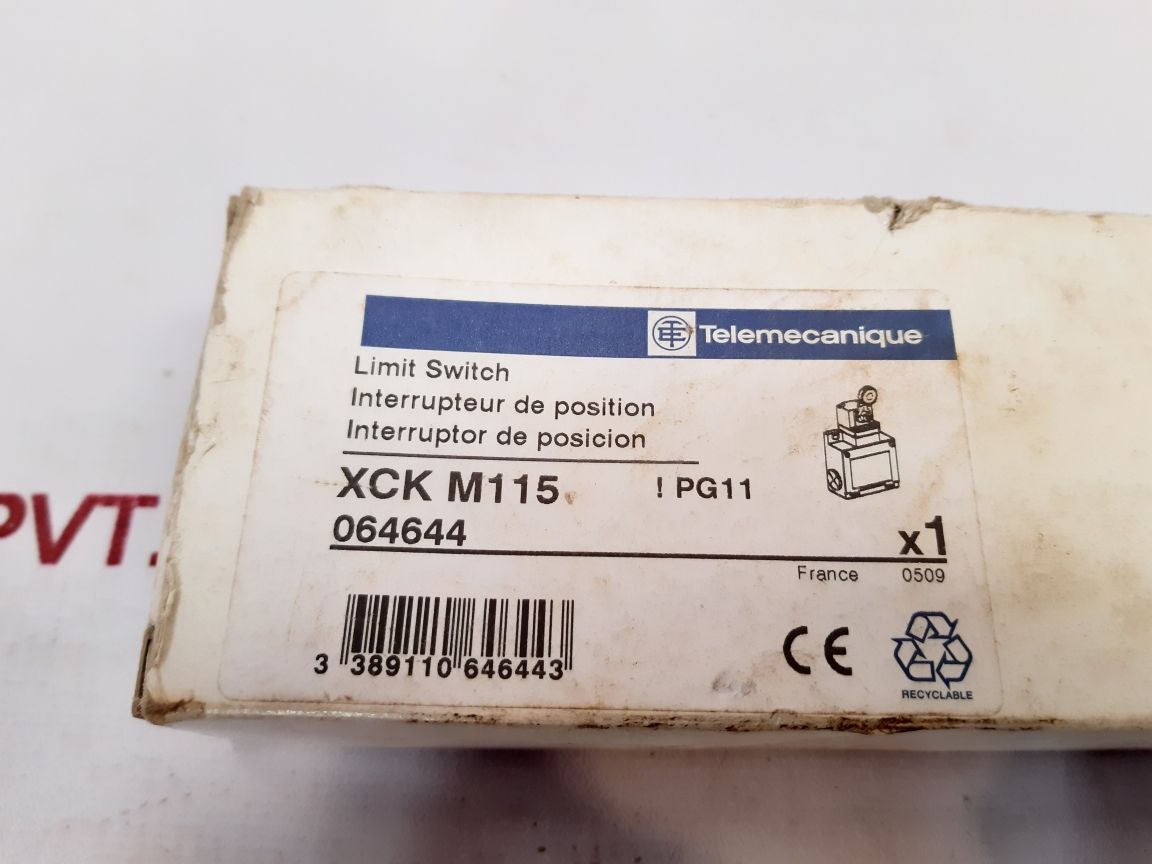 Telemecanique
Limit Switch
Interrupteur de position
Interruptor de posicion
XCK M115 ! PG11
064644
x1
France 0509
3 389110 646443
CE
RECYCLABLE
PVT.